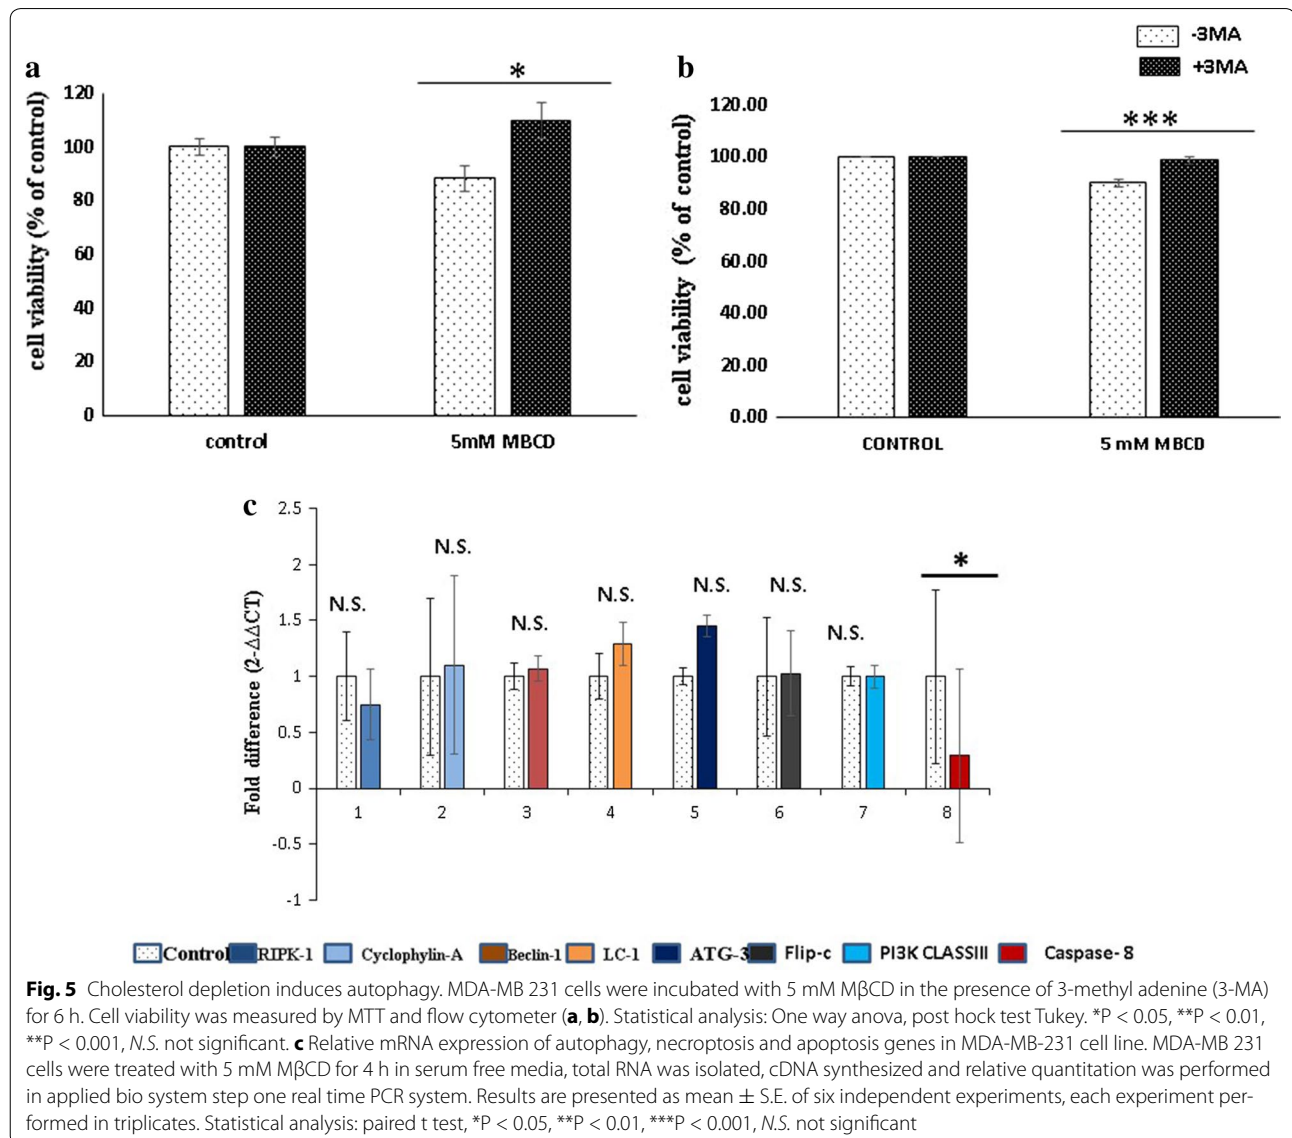 -3MA
+3MA
a
*
cell viability (% of control)
120
100
80
60
40
20
0
control
5mM MBCD
b
***
cell viability (% of control)
120.00
100.00
80.00
60.00
40.00
20.00
0.00
CONTROL
5 mM MBCD
c
Fold difference (2-ΔΔCT)
2.5
2
1.5
1
0.5
0
-0.5
-1
N.S.
N.S.
N.S.
N.S.
N.S.
N.S.
N.S.
*
1 2 3 4 5 6 7 8
Control RIPK-1 Cyclophylin-A Beclin-1 LC-1 ATG-3 Flip-c PI3K CLASSIII Caspase- 8
Fig. 5 Cholesterol depletion induces autophagy. MDA-MB 231 cells were incubated with 5 mM MβCD in the presence of 3-methyl adenine (3-MA)
for 6 h. Cell viability was measured by MTT and flow cytometer (a, b). Statistical analysis: One way anova, post hock test Tukey. *P < 0.05, **P < 0.01,
**P < 0.001, N.S. not significant. c Relative mRNA expression of autophagy, necroptosis and apoptosis genes in MDA-MB-231 cell line. MDA-MB 231
cells were treated with 5 mM MβCD for 4 h in serum free media, total RNA was isolated, cDNA synthesized and relative quantitation was performed
in applied bio system step one real time PCR system. Results are presented as mean ± S.E. of six independent experiments, each experiment per-
formed in triplicates. Statistical analysis: paired t test, *P < 0.05, **P < 0.01, ***P < 0.001, N.S. not significant